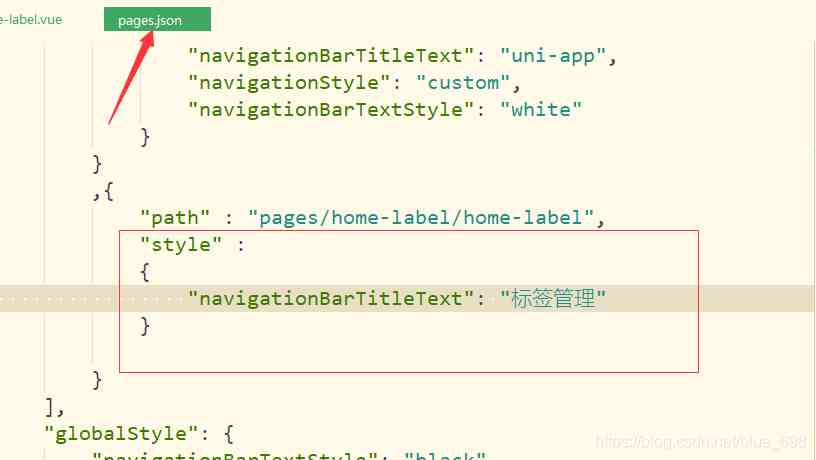 e-label.vue
pages.json
"navigationBarTitleText": "uni-app",
"navigationStyle": "custom",
"navigationBarTextStyle": "white"
}
}
,{
"path" : "pages/home-label/home-label",
"style" :
{
"navigationBarTitleText": "标签管理"
}
}
],
"globalStyle": {
"navigationBarTextStyle": "black"
https://blog.csdn.net/blue_698